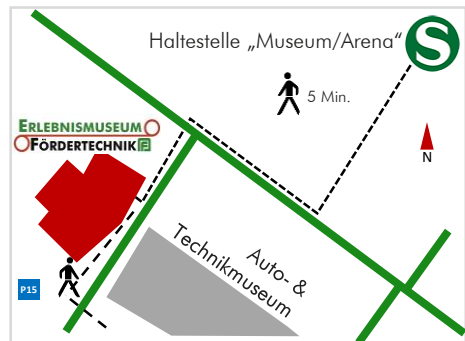 Haltestelle „Museum/Arena“
S
5 Min.
N
ERLEBNISMUSEUM
FÖRDERTECHNIK F
Auto- &
Technikmuseum
P15